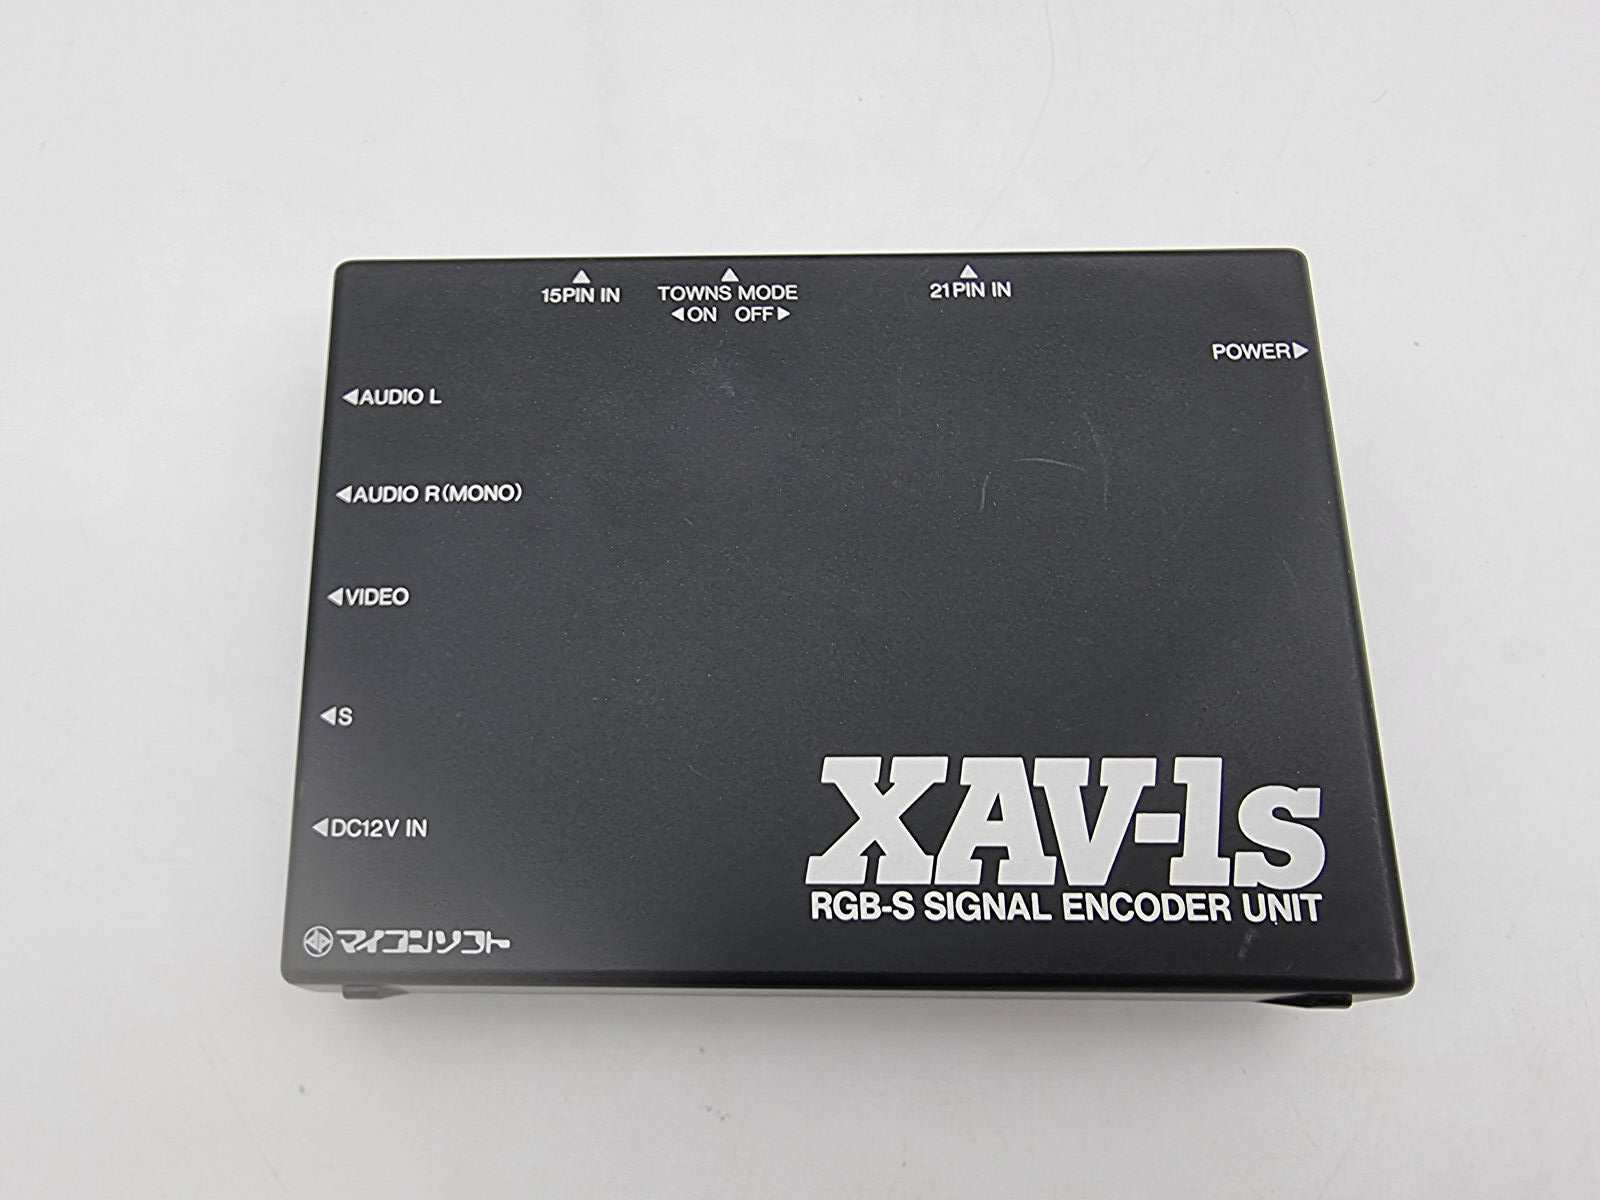 15PIN IN
TOWNS MODE
◀ON OFF▶
21PIN IN
POWER▶
◀AUDIO L
◀AUDIO R(MONO)
◀VIDEO
◀S
◀DC12V IN
マイコンソフト
XAV-1s
RGB-S SIGNAL ENCODER UNIT